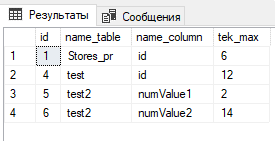 Результаты Сообщения
id name_table name_column tek_max
1 1 Stores_pr id 6
2 4 test id 12
3 5 test2 numValue1 2
4 6 test2 numValue2 14